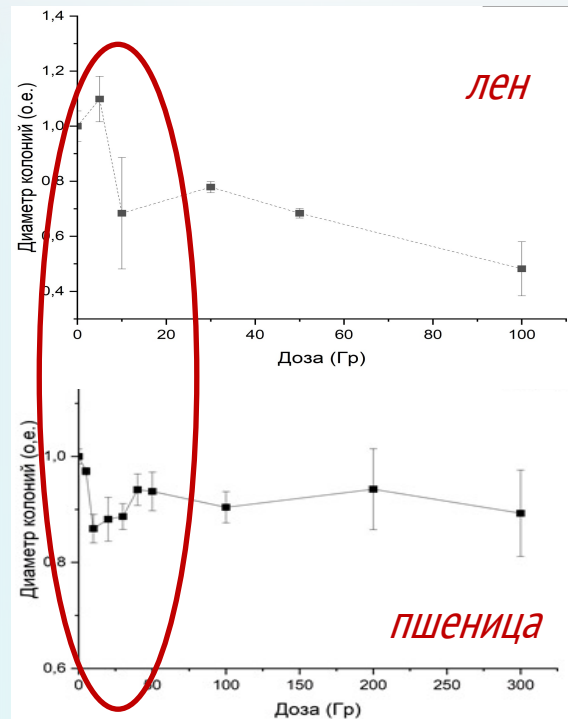 лен
Диаметр колоний (о.е.)
1,4
1,2
1,0
0,8
0,6
0,4
0 20 40 60 80 100
Доза (Гр)
Диаметр колоний (о,е.)
1,0
0,8
0,6
пшеница
0 50 100 150 200 250 300
Доза (Гр)